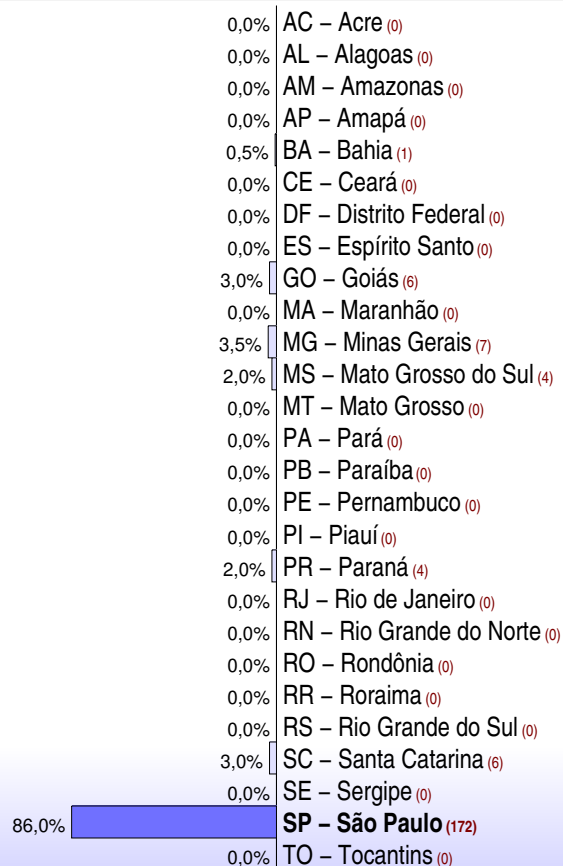 0,0% AC – Acre (0)
0,0% AL – Alagoas (0)
0,0% AM – Amazonas (0)
0,0% AP – Amapá (0)
0,5% BA – Bahia (1)
0,0% CE – Ceará (0)
0,0% DF – Distrito Federal (0)
0,0% ES – Espírito Santo (0)
3,0% GO – Goiás (6)
0,0% MA – Maranhão (0)
3,5% MG – Minas Gerais (7)
2,0% MS – Mato Grosso do Sul (4)
0,0% MT – Mato Grosso (0)
0,0% PA – Pará (0)
0,0% PB – Paraíba (0)
0,0% PE – Pernambuco (0)
0,0% PI – Piauí (0)
2,0% PR – Paraná (4)
0,0% RJ – Rio de Janeiro (0)
0,0% RN – Rio Grande do Norte (0)
0,0% RO – Rondônia (0)
0,0% RR – Roraima (0)
0,0% RS – Rio Grande do Sul (0)
3,0% SC – Santa Catarina (6)
0,0% SE – Sergipe (0)
86,0% SP – São Paulo (172)
0,0% TO – Tocantins (0)